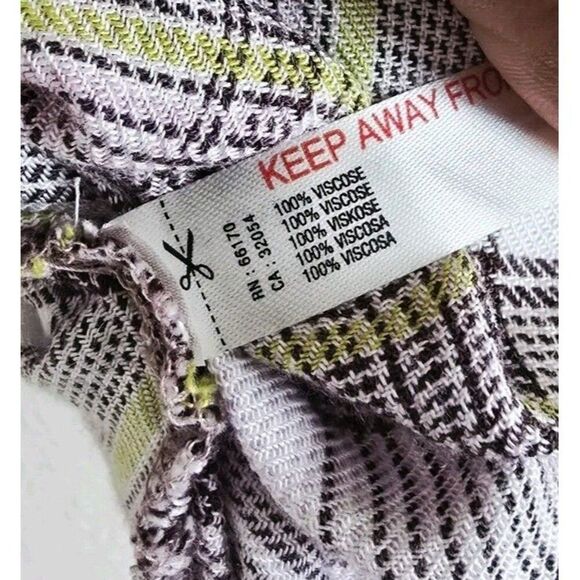 KEEP AWAY FRO
100% VISCOSE
100% VISCOSE
100% VISKOSE
100% VISCOSA
100% VISCOSA
RN : 66170
CA : 32054